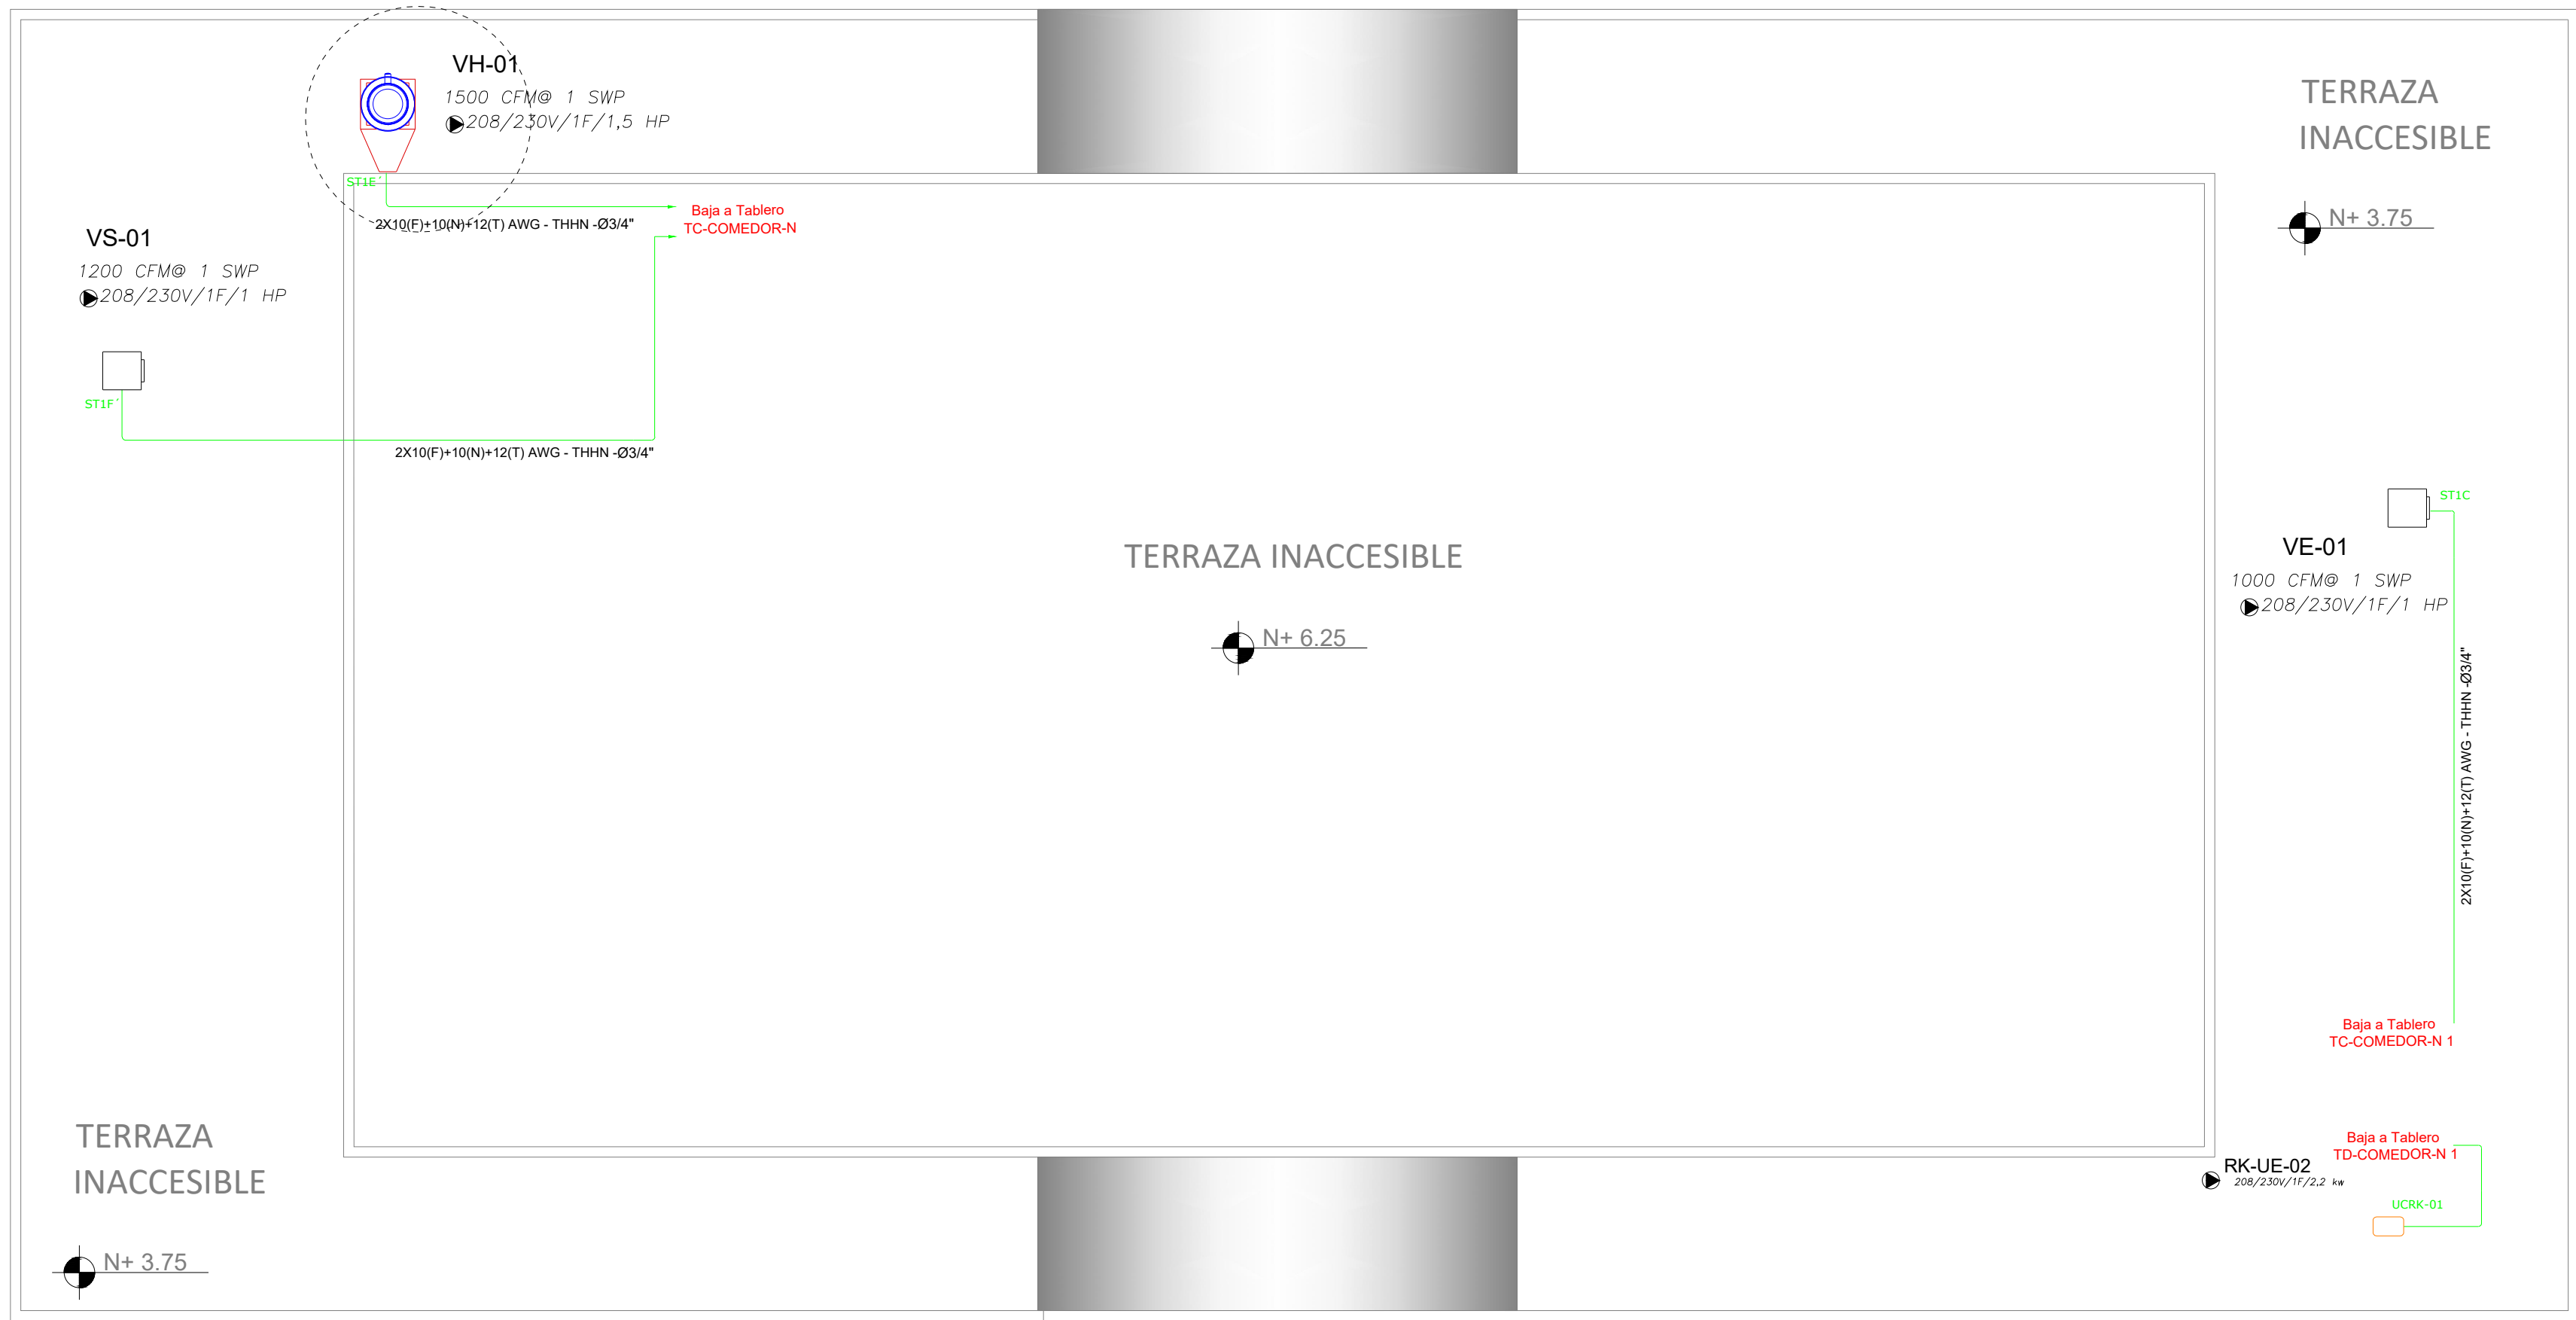 VH-01
1500 CFM@ 1 SWP
208/230V/1F/1,5 HP
ST1E´
2X10(F)+10(N)+12(T) AWG - THHN -Ø3/4"
Baja a Tablero
TC-COMEDOR-N
VS-01
1200 CFM@ 1 SWP
208/230V/1F/1 HP
ST1F´
2X10(F)+10(N)+12(T) AWG - THHN -Ø3/4"
TERRAZA
INACCESIBLE
N+ 3.75
TERRAZA INACCESIBLE
N+ 6.25
ST1C
VE-01
1000 CFM@ 1 SWP
208/230V/1F/1 HP
2X10(F)+10(N)+12(T) AWG - THHN -Ø3/4"
Baja a Tablero
TC-COMEDOR-N 1
Baja a Tablero
TD-COMEDOR-N 1
RK-UE-02
208/230V/1F/2,2 kw
UCRK-01
TERRAZA
INACCESIBLE
N+ 3.75